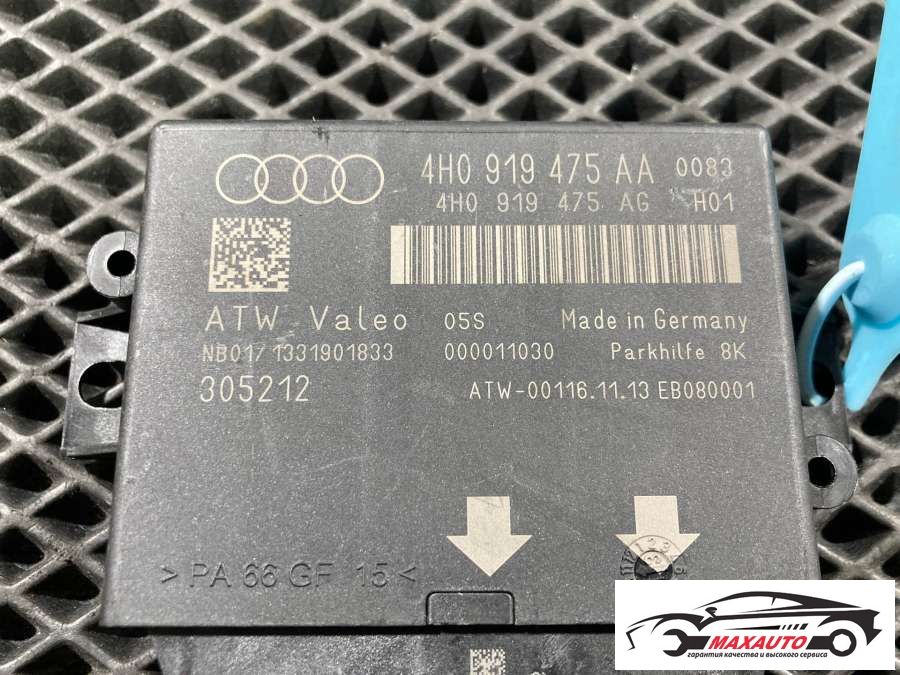 4H0 919 475 AA 0083
4H0 919 475 AG H01
ATW Valeo 05S Made in Germany
NB01/1331901833 000011030 Parkhilfe 8K
305212 ATW-00116.11.13 EB080001
>PA 66 GF 15<
MAXAUTO
гарантия качества и высокого сервиса